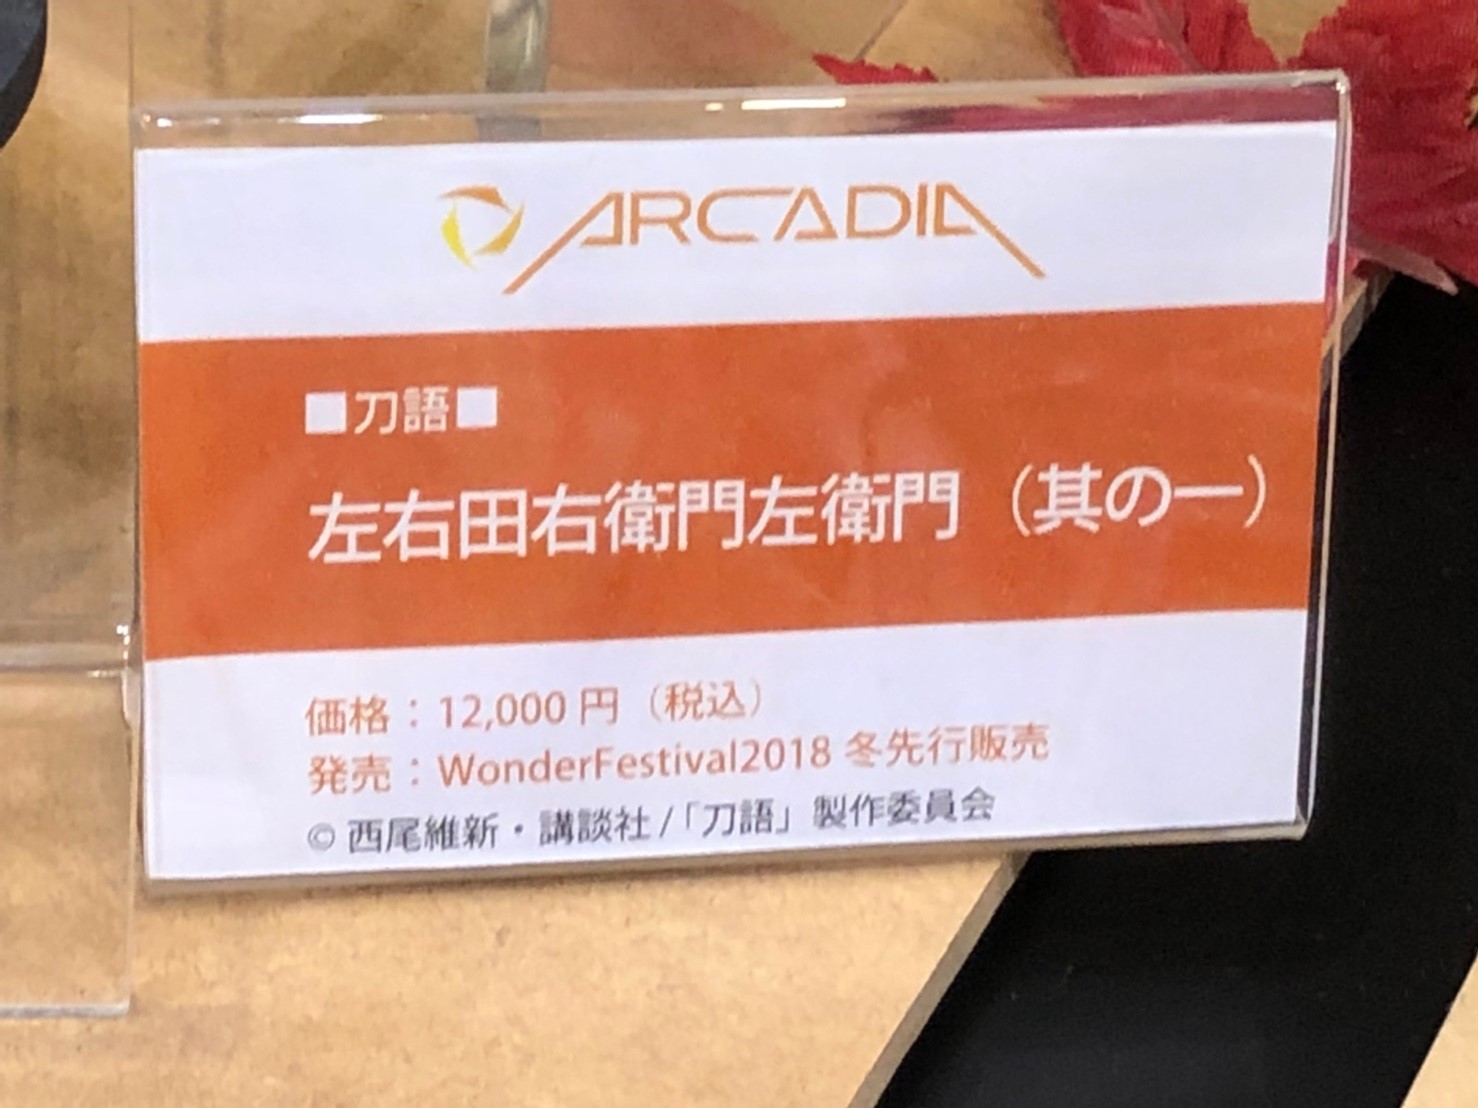 ARCADIA
■刀語■
左右田右衛門左衛門（其の一）
価格：12,000 円（税込）
発売：WonderFestival2018 冬先行販売
© 西尾維新・講談社/「刀語」製作委員会